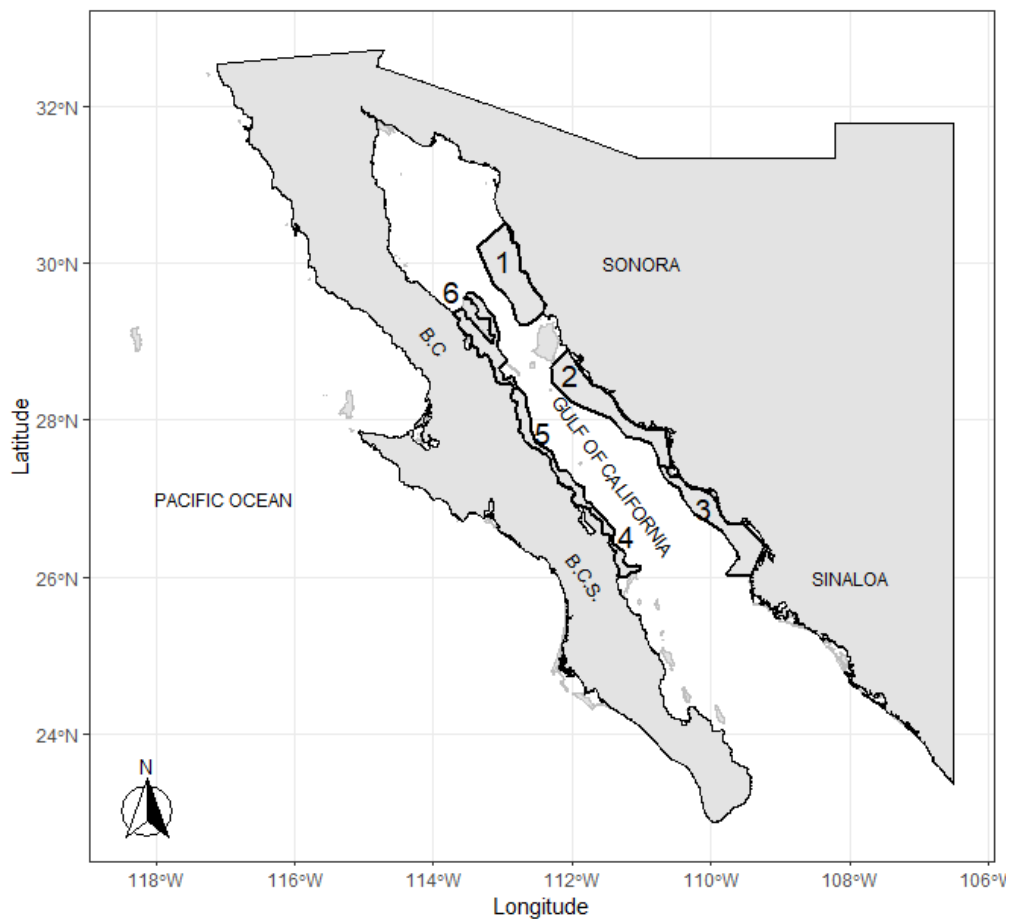 32°N
30°N
28°N
26°N
24°N
Latitude
1
SONORA
6
B.C
2
GULF OF CALIFORNIA
5
PACIFIC OCEAN
3
4
B.C.S.
SINALOA
N
118°W
116°W
114°W
112°W
110°W
108°W
106°W
Longitude